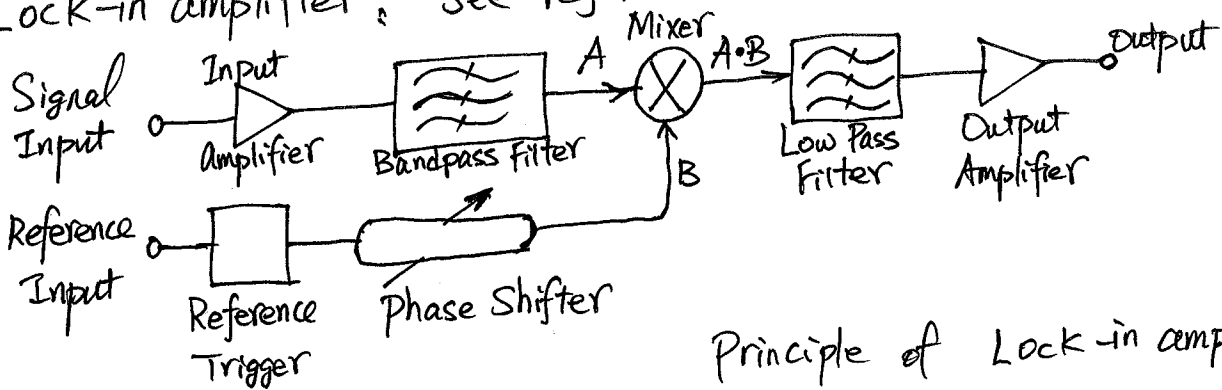 Lock-in amplifier: see
Mixer
Output
Signal
Input
Input
amplifier
Bandpass Filter
A
A·B
B
Low Pass
Filter
Output
Amplifier
Reference
Input
Reference
Trigger
Phase Shifter
Principle of Lock-in amp